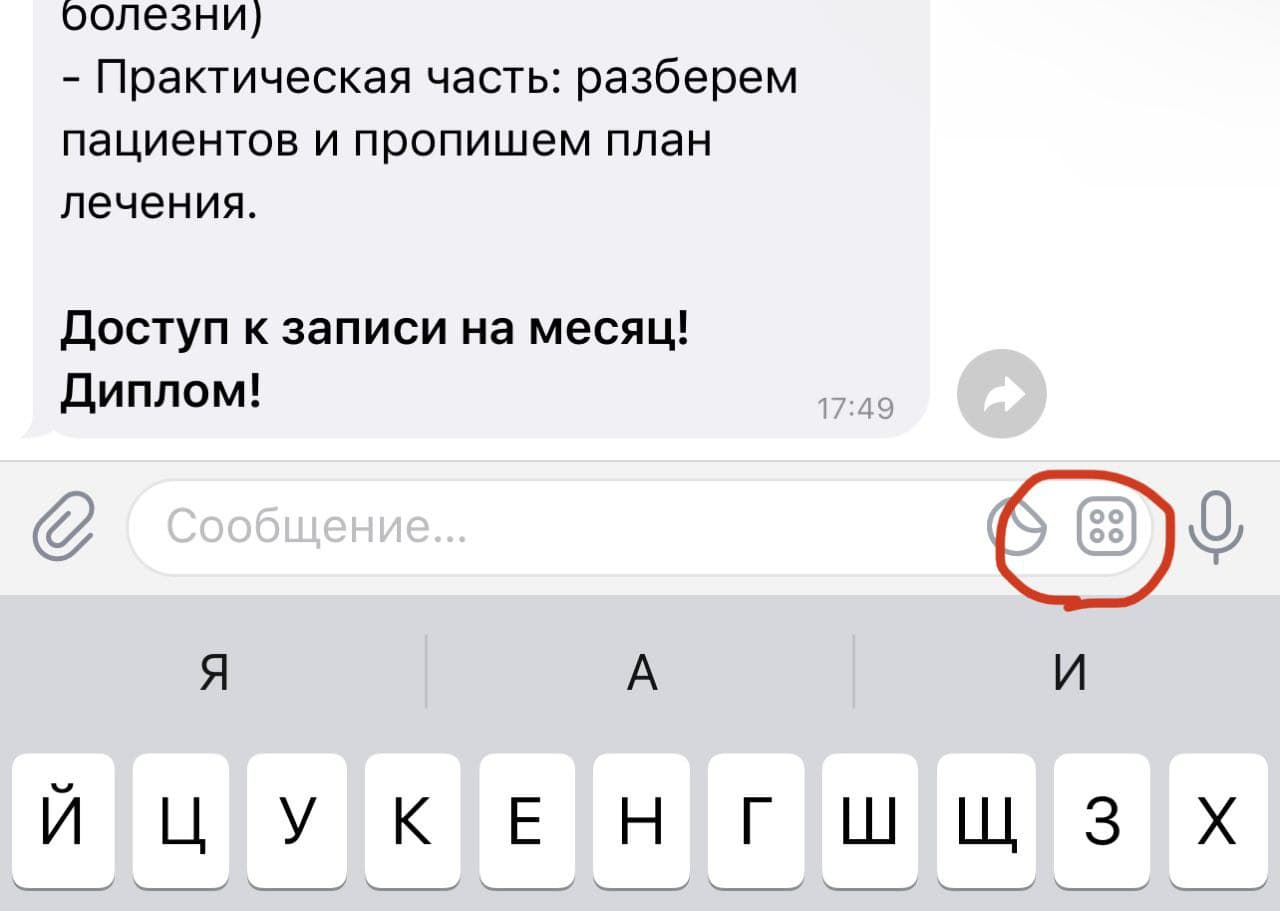 болезни)
- Практическая часть: разберем
пациентов и пропишем план
лечения.
Доступ к записи на месяц!
Диплом!
17:49
Сообщение...
Я А И
Й Ц У К Е Н Г Ш Щ З Х